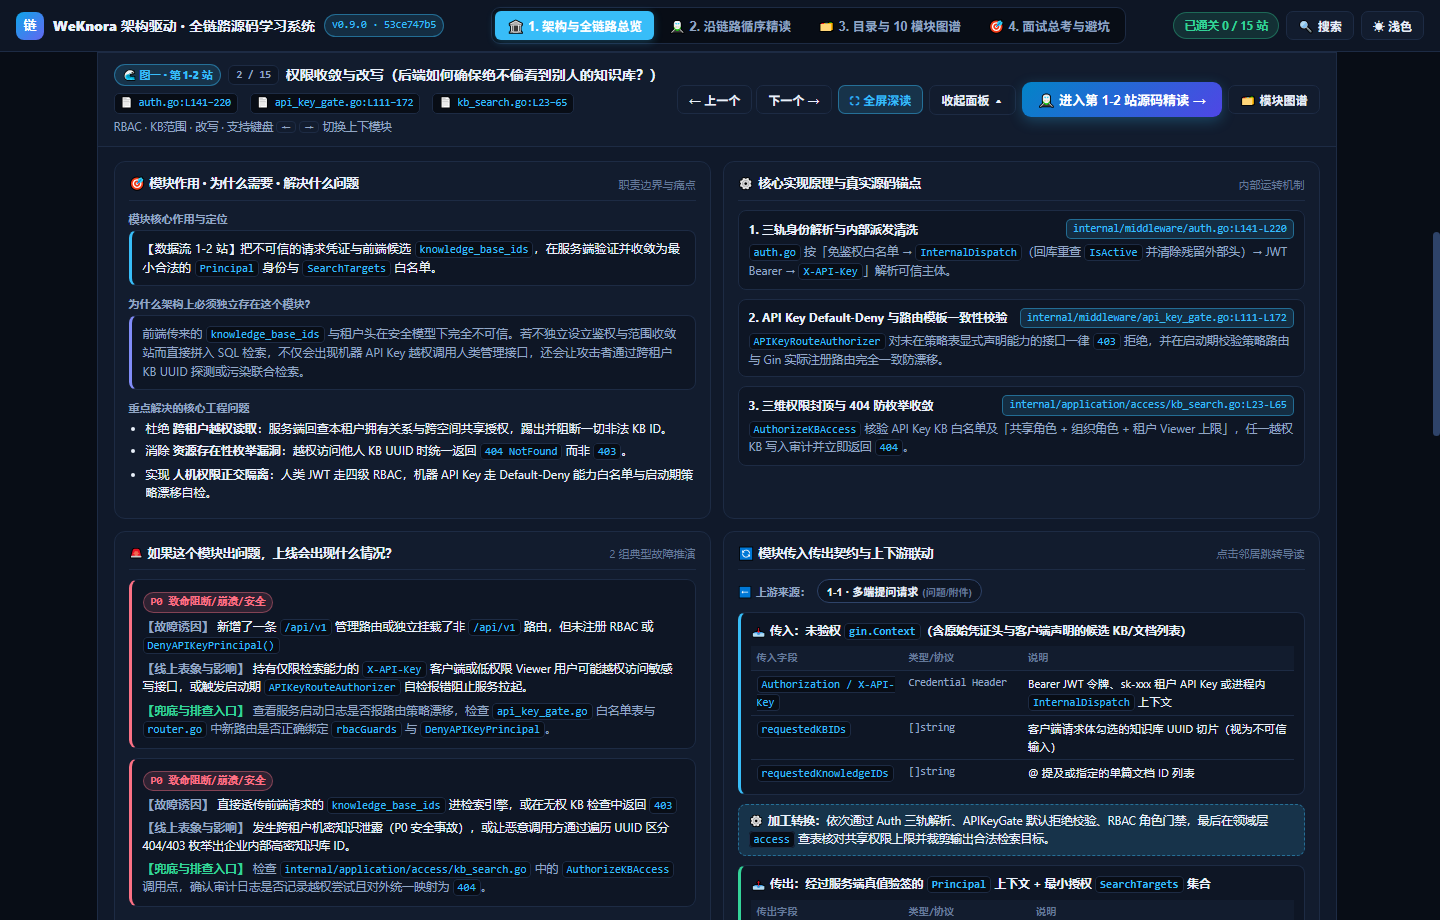 链 WeKnora 架构驱动 · 全链路源码学习系统 v0.9.0 · 53ce747b5 1. 架构与全链路总览 2. 沿链路循序精读 3. 目录与 10 模块图谱 4. 面试总考与避坑 已通关 0 / 15 站 搜索 浅色
图一 · 第 1-2 站 2 / 15 权限收敛与改写（后端如何确保绝不偷看到别人的知识库？）
auth.go:L141-220 api_key_gate.go:L111-172 kb_search.go:L23-65
RBAC · KB范围 · 改写 · 支持键盘 ← → 切换上下模块
← 上一个 下一个 → 全屏深读 收起面板 ▲ 进入第 1-2 站源码精读 → 模块图谱
模块作用 · 为什么需要 · 解决什么问题 职责边界与痛点
模块核心作用与定位
【数据流 1-2 站】把不可信的请求凭证与前端候选 knowledge_base_ids ，在服务端验证并收敛为最
小合法的 Principal 身份与 SearchTargets 白名单。
为什么架构上必须独立存在这个模块？
前端传来的 knowledge_base_ids 与租户头在安全模型下完全不可信。若不独立设立鉴权与范围收敛
站而直接拼入 SQL 检索，不仅会出现机器 API Key 越权调用人类管理接口，还会让攻击者通过跨租户
KB UUID 探测或污染联合检索。
重点解决的核心工程问题
• 杜绝 跨租户越权读取：服务端回查本租户拥有关系与跨空间共享授权，踢出并阻断一切非法 KB ID。
• 消除 资源存在性枚举漏洞：越权访问他人 KB UUID 时统一返回 404 NotFound 而非 403 。
• 实现 人机权限正交隔离：人类 JWT 走四级 RBAC，机器 API Key 走 Default-Deny 能力白名单与启动期策
略漂移自检。
核心实现原理与真实源码锚点 内部运转机制
1. 三轨身份解析与内部派发清洗 internal/middleware/auth.go:L141-L220
auth.go 按「免鉴权白名单 → InternalDispatch （回库重查 IsActive 并清除残留外部头）→ JWT
Bearer → X-API-Key 」解析可信主体。
2. API Key Default-Deny 与路由模板一致性校验 internal/middleware/api_key_gate.go:L111-L172
APIKeyRouteAuthorizer 对未在策略表显式声明能力的接口一律 403 拒绝，并在启动期校验策略路由
与 Gin 实际注册路由完全一致防漂移。
3. 三维权限封顶与 404 防枚举收敛 internal/application/access/kb_search.go:L23-L65
AuthorizeKBAccess 核验 API Key KB 白名单及「共享角色 + 组织角色 + 租户 Viewer 上限」，任一越权
KB 写入审计并立即返回 404 。
如果这个模块出问题，上线会出现什么情况？ 2 组典型故障推演
P0 致命阻断/崩溃/安全
【故障诱因】 新增了一条 /api/v1 管理路由或独立挂载了非 /api/v1 路由，但未注册 RBAC 或
DenyAPIKeyPrincipal()
【线上表象与影响】 持有仅限检索能力的 X-API-Key 客户端或低权限 Viewer 用户可能越权访问敏感
写接口，或触发启动期 APIKeyRouteAuthorizer 自检报错阻止服务拉起。
【兜底与排查入口】 查看服务启动日志是否报路由策略漂移，检查 api_key_gate.go 白名单表与
router.go 中新路由是否正确绑定 rbacGuards 与 DenyAPIKeyPrincipal 。
P0 致命阻断/崩溃/安全
【故障诱因】 直接透传前端请求的 knowledge_base_ids 进检索引擎，或在无权 KB 检查中返回 403
【线上表象与影响】 发生跨租户机密知识泄露（P0 安全事故），或让恶意调用方通过遍历 UUID 区分
404/403 枚举出企业内部高密知识库 ID。
【兜底与排查入口】 检查 internal/application/access/kb_search.go 中的 AuthorizeKBAccess
调用点，确认审计日志是否记录越权尝试且对外统一映射为 404 。
模块传入传出契约与上下游联动 点击邻居跳转导读
上游来源： 1-1 · 多端提问请求 (问题/附件)
传入：未验权 gin.Context （含原始凭证头与客户端声明的候选 KB/文档列表）
传入字段 类型/协议 说明
Authorization / X-API- Credential Header Bearer JWT 令牌、sk-xxx 租户 API Key 或进程内
Key InternalDispatch 上下文
requestedKBIDs []string 客户端请求体勾选的知识库 UUID 切片（视为不可信
输入）
requestedKnowledgeIDs []string @ 提及或指定的单篇文档 ID 列表
加工转换：依次通过 Auth 三轨解析、APIKeyGate 默认拒绝校验、RBAC 角色门禁，最后在领域层
access 查表核对共享权限上限并裁剪输出合法检索目标。
传出：经过服务端真值验签的 Principal 上下文 + 最小授权 SearchTargets 集合
传出字段 类型/协议 说明